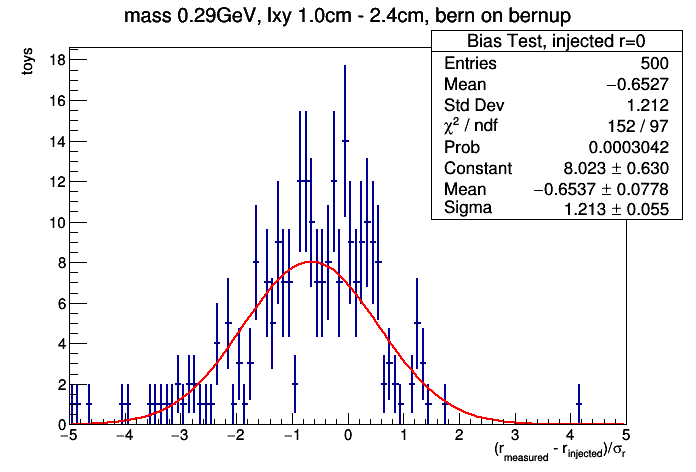 mass 0.29GeV, lxy 1.0cm - 2.4cm, bern on bernup
Bias Test, injected r=0
Entries 500
Mean −0.6527
Std Dev 1.212
χ² / ndf 152 / 97
Prob 0.0003042
Constant 8.023 ± 0.630
Mean −0.6537 ± 0.0778
Sigma 1.213 ± 0.055
toys
18
16
14
12
10
8
6
4
2
0
−5 −4 −3 −2 −1 0 1 2 3 4 5
(r_measured - r_injected)/σ_r